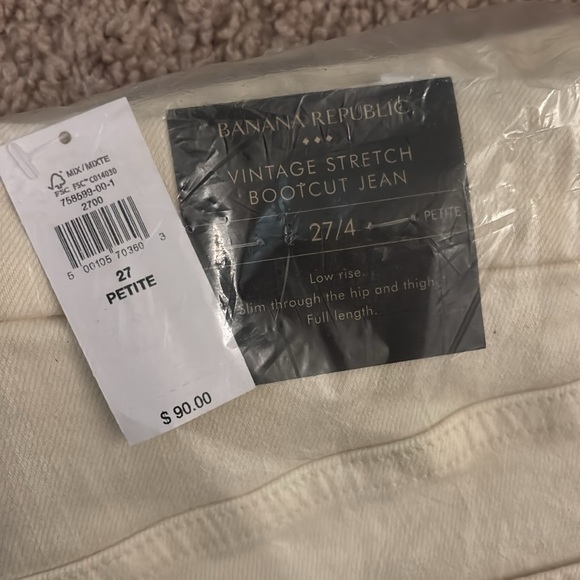 MIX/MIXTE
FSC FSC™ C014030
758599-00-1
2700
5 00105 70360 3
27
PETITE
$ 90.00
BANANA REPUBLIC
VINTAGE STRETCH
BOOTCUT JEAN
27/4 PETITE
Low rise.
Slim through the hip and thigh.
Full length.